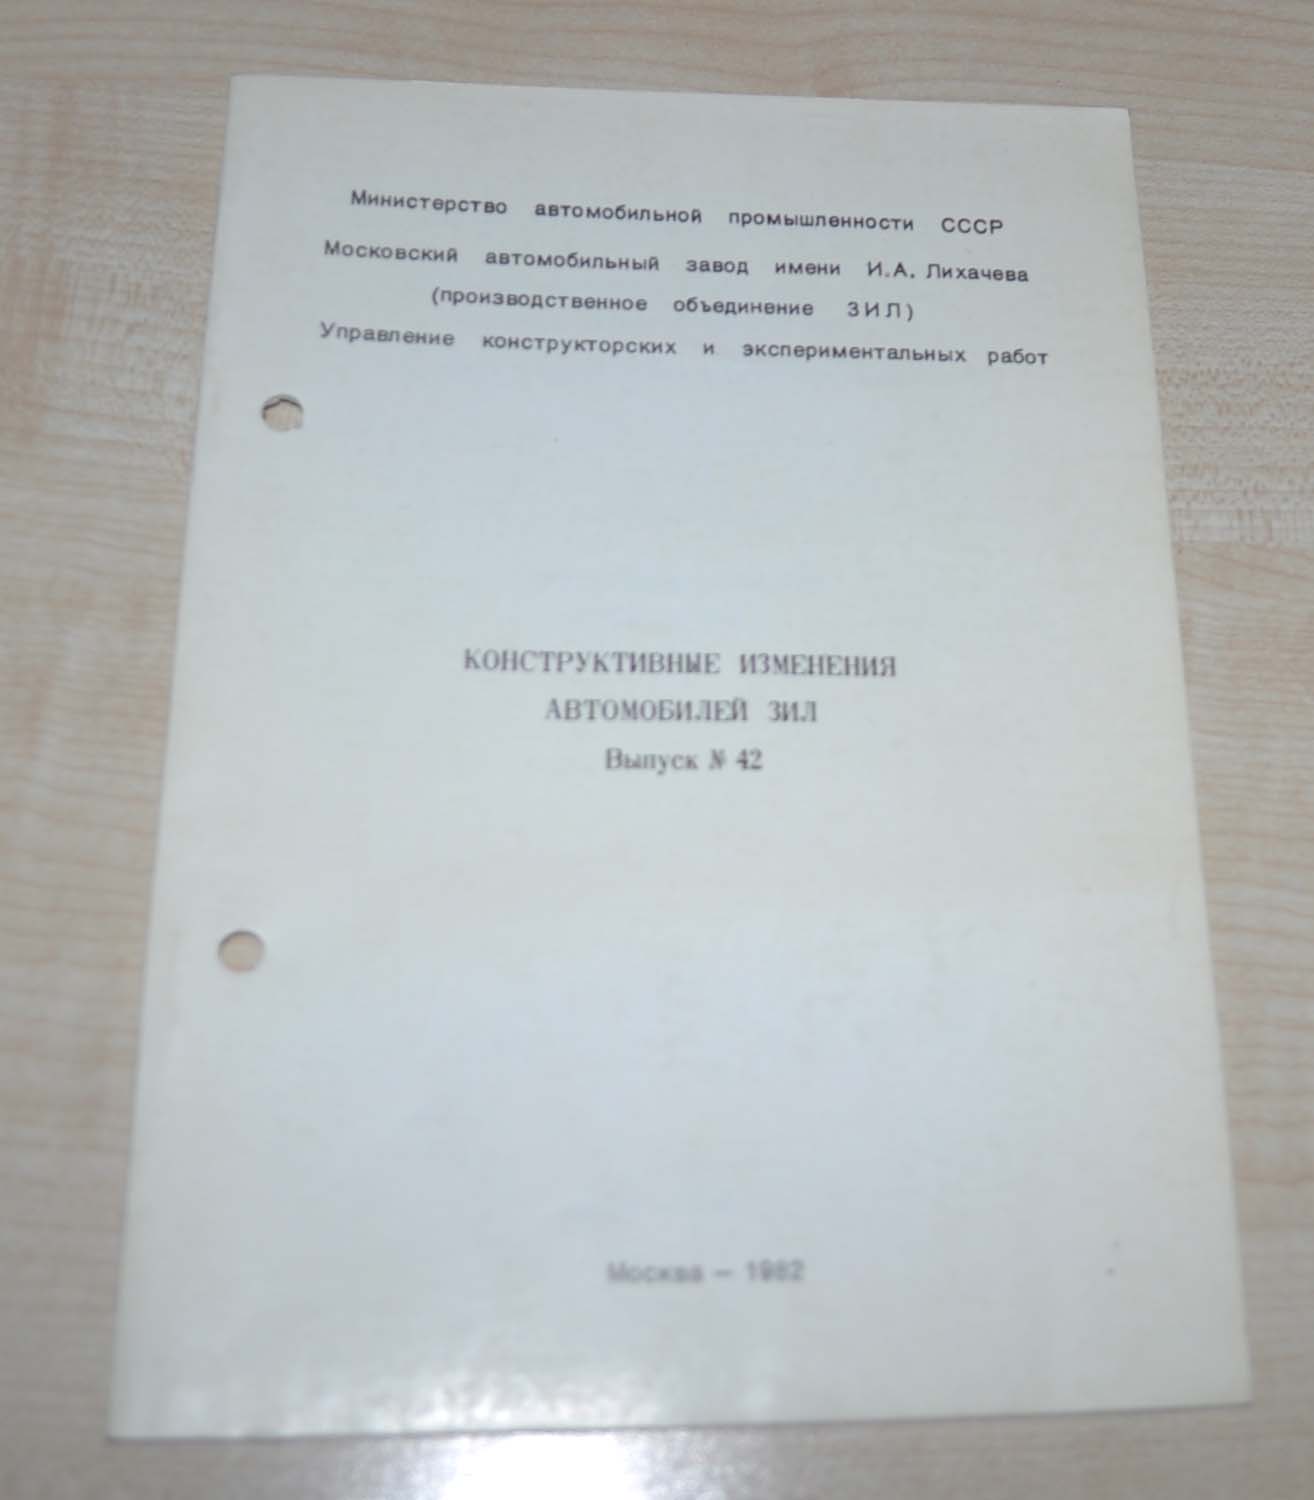 Министерство автомобильной промышленности СССР
Московский автомобильный завод имени И.А. Лихачева
(производственное объединение ЗИЛ)
Управление конструкторских и экспериментальных работ
КОНСТРУКТИВНЫЕ ИЗМЕНЕНИЯ
АВТОМОБИЛЕЙ ЗИЛ
Выпуск № 42
Москва – 1982